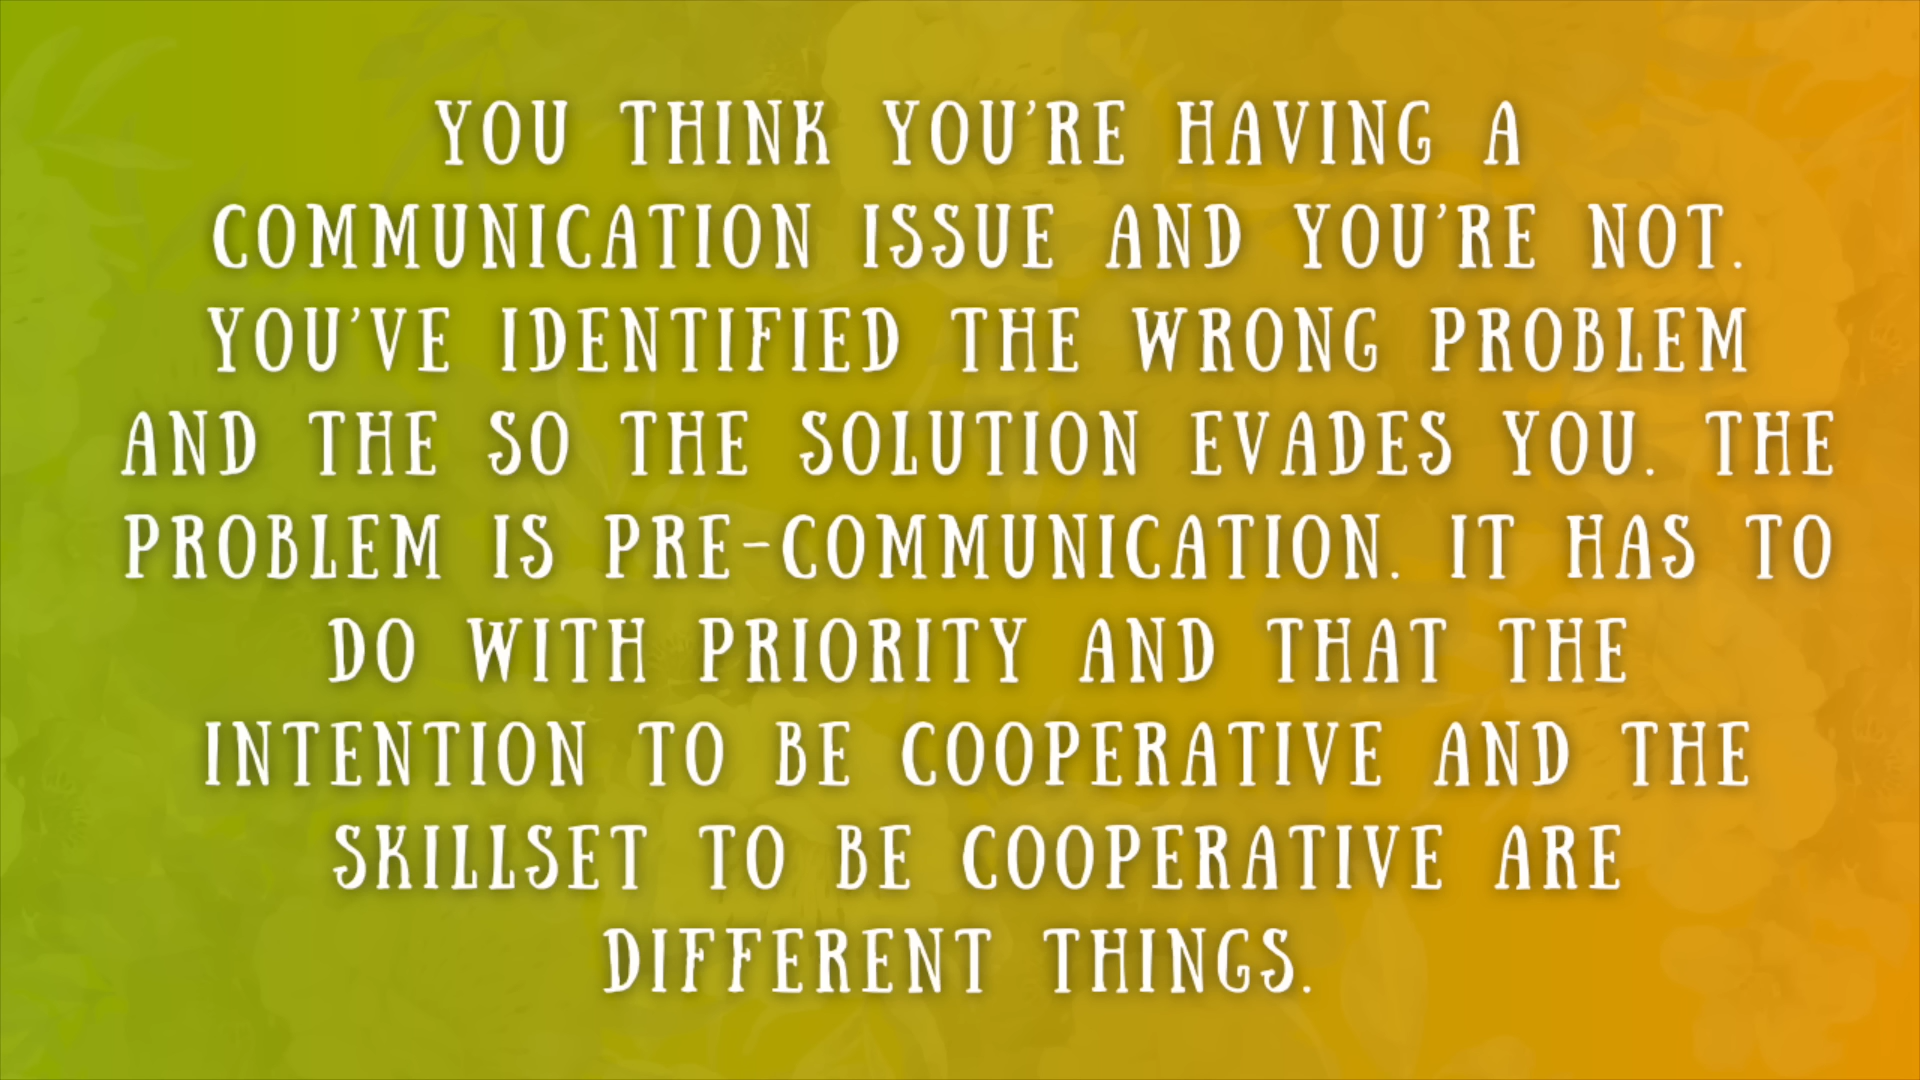 YOU THINK YOU'RE HAVING A
COMMUNICATION ISSUE AND YOU'RE NOT.
YOU'VE IDENTIFIED THE WRONG PROBLEM
AND THE SO THE SOLUTION EVADES YOU. THE
PROBLEM IS PRE-COMMUNICATION. IT HAS TO
DO WITH PRIORITY AND THAT THE
INTENTION TO BE COOPERATIVE AND THE
SKILLSET TO BE COOPERATIVE ARE
DIFFERENT THINGS.